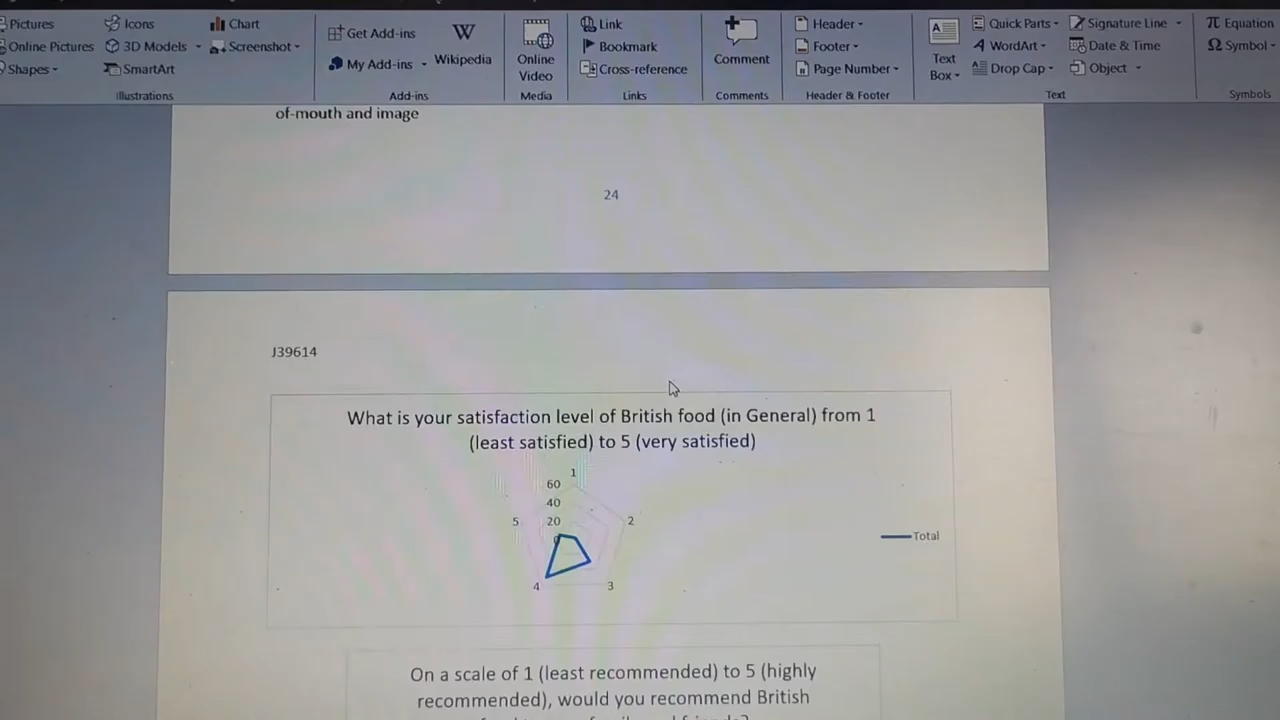 Pictures
Icons
Chart
Get Add-ins
Wikipedia
Online Video
Link
Comment
Header
Text Box
Quick Parts
Signature Line
Equation
Online Pictures
3D Models
Screenshot
My Add-ins
Bookmark
Footer
WordArt
Date & Time
Symbol
Shapes
SmartArt
Cross-reference
Page Number
Drop Cap
Object
Illustrations
Add-ins
Media
Links
Comments
Header & Footer
Text
Symbols
of-mouth and image
24
J39614
What is your satisfaction level of British food (in General) from 1
(least satisfied) to 5 (very satisfied)
1
60
40
5
20
2
0
Total
4
3
On a scale of 1 (least recommended) to 5 (highly
recommended), would you recommend British